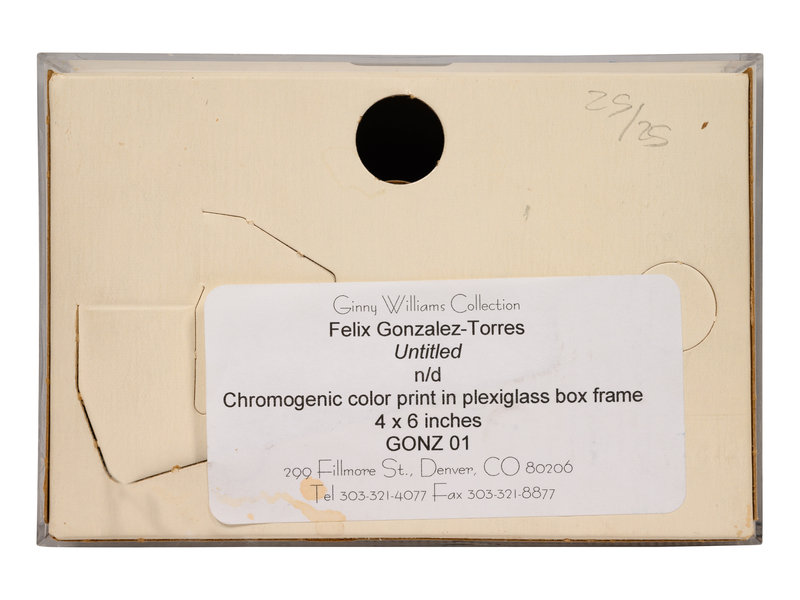 25/25
Ginny Williams Collection
Felix Gonzalez-Torres
Untitled
n/d
Chromogenic color print in plexiglass box frame
4 x 6 inches
GONZ 01
299 Fillmore St., Denver, CO 80206
Tel 303-321-4077 Fax 303-321-8877